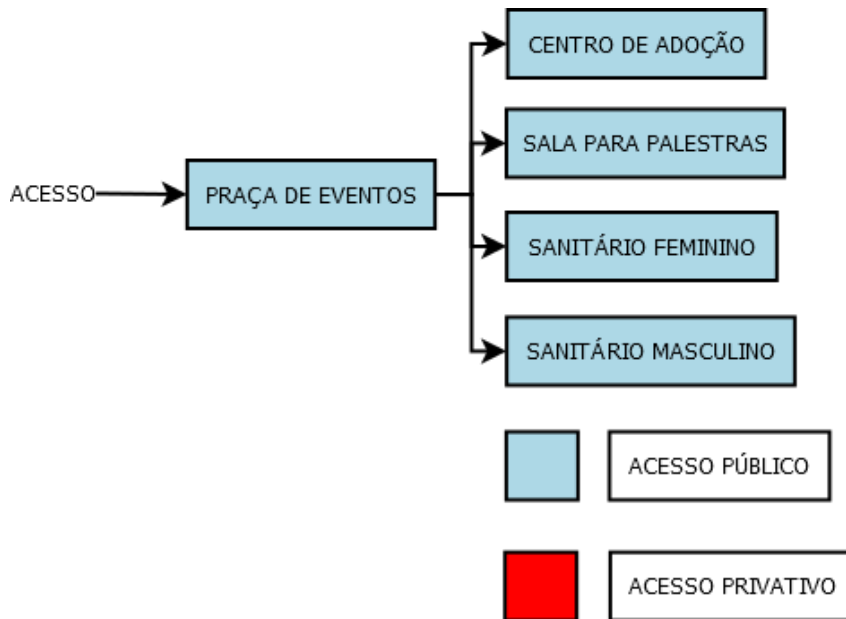 CENTRO DE ADOÇÃO
SALA PARA PALESTRAS
ACESSO
PRAÇA DE EVENTOS
SANITÁRIO FEMININO
SANITÁRIO MASCULINO
ACESSO PÚBLICO
ACESSO PRIVATIVO